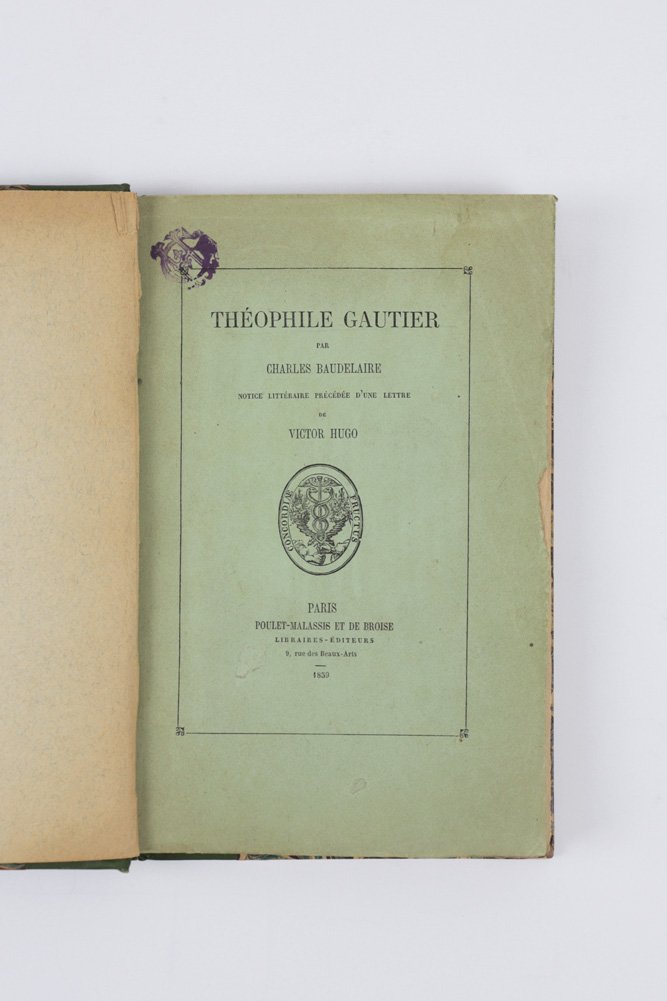 THÉOPHILE GAUTIER
PAR
CHARLES BAUDELAIRE
NOTICE LITTÉRAIRE PRÉCÉDÉE D'UNE LETTRE
DE
VICTOR HUGO
CONCORDIÆ FRUCTUS
PARIS
POULET-MALASSIS ET DE BROISE
LIBRAIRES-ÉDITEURS
9, rue des Beaux-Arts
1859